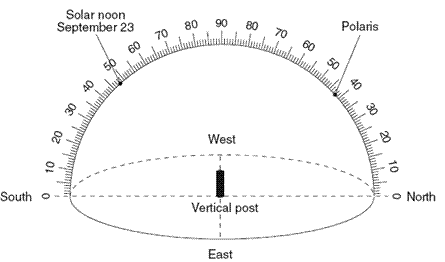 Solar noon
September 23
Polaris
0 10 20 30 40 50 60 70 80 90 80 70 60 50 40 30 20 10 0
West
South
North
Vertical post
East